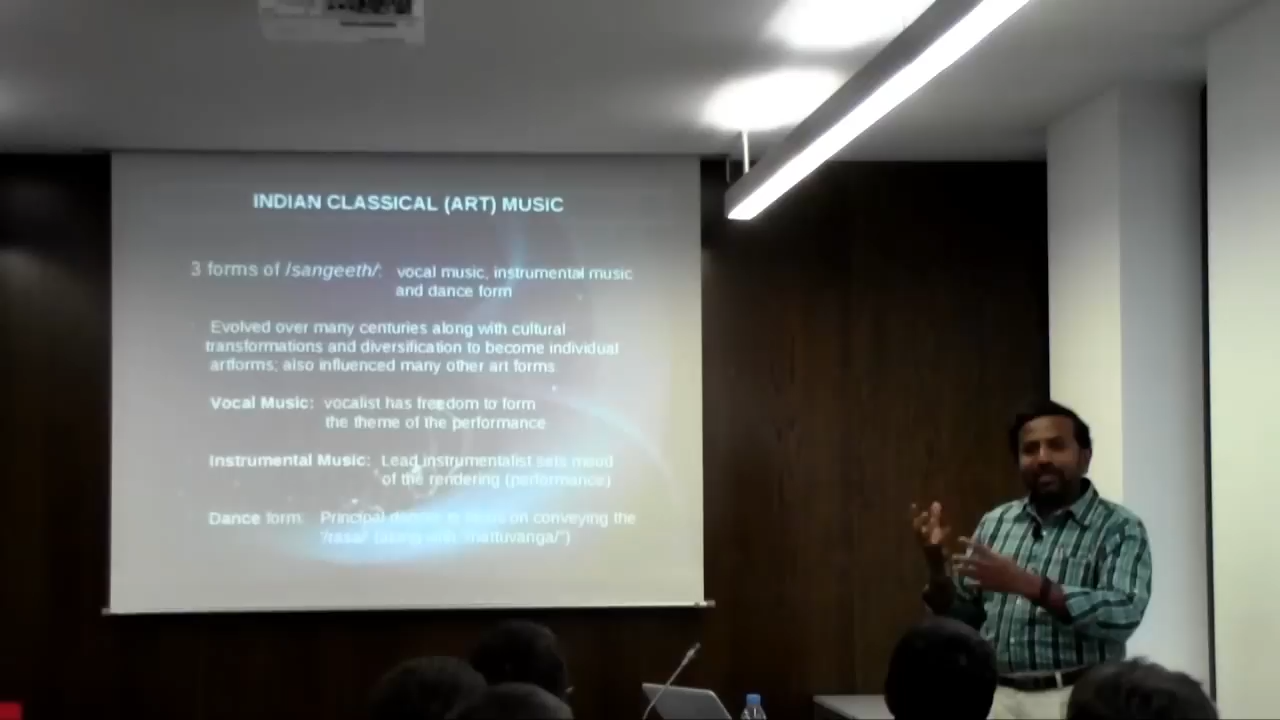 INDIAN CLASSICAL (ART) MUSIC
3 forms of /sangeeth/: vocal music, instrumental music
and dance form
Evolved over many centuries along with cultural
transformations and diversification to become individual
artforms; also influenced many other art forms
Vocal Music: vocalist has freedom to form
the theme of the performance
Instrumental Music: Lead instrumentalist sets mood
of the rendering (performance)
Dance form: Principal on conveying the